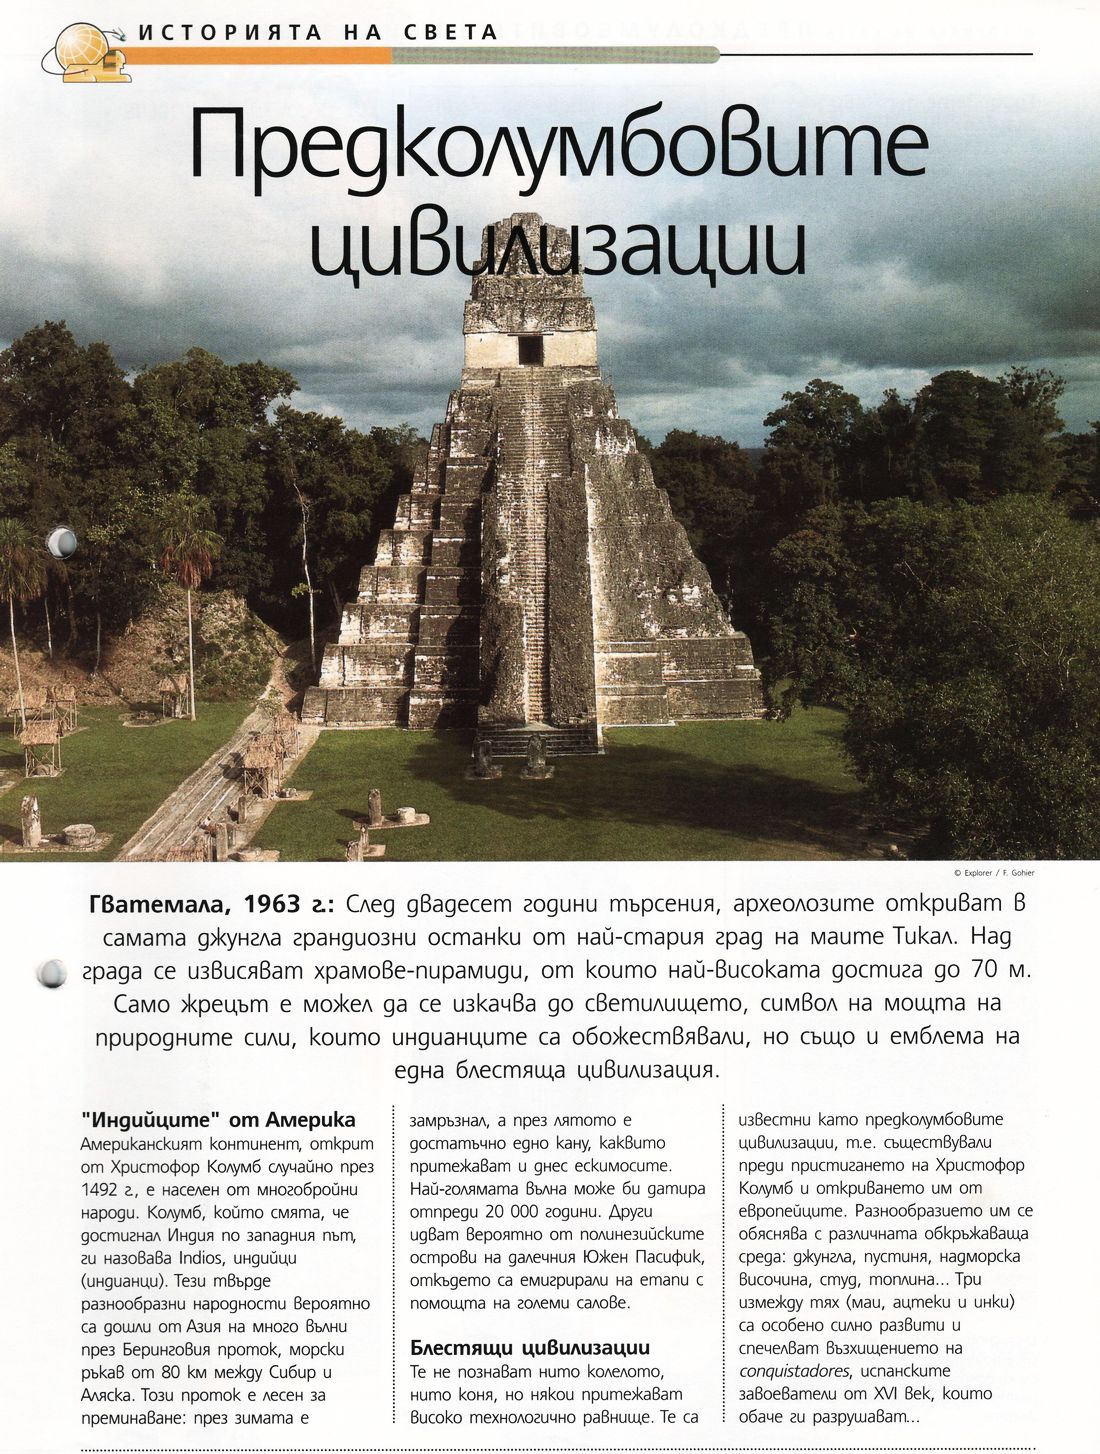 ИСТОРИЯТА НА СВЕТА
Предколумбовите
цивилизации
© Explorer / F. Gohier
Гватемала, 1963 г.: След двадесет години търсения, археолозите откриват в
самата джунгла грандиозни останки от най-стария град на маите Тикал. Над
града се извисяват храмове-пирамиди, от които най-високата достига до 70 м.
Само жрецът е можел да се изкачва до светилището, символ на мощта на
природните сили, които индианците са обожествявали, но също и емблема на
една блестяща цивилизация.
"Индийците" от Америка
Американският континент, открит
от Христофор Колумб случайно през
1492 г., е населен от многобройни
народи. Колумб, който смята, че
достигнал Индия по западния път,
ги назовава Indios, индийци
(индианци). Тези твърде
разнообразни народности вероятно
са дошли от Азия на много вълни
през Беринговия проток, морски
ръкав от 80 км между Сибир и
Аляска. Този проток е лесен за
преминаване: през зимата е
замръзнал, а през лятото е
достатъчно едно кану, каквито
притежават и днес ескимосите.
Най-голямата вълна може би датира
отпреди 20 000 години. Други
идват вероятно от полинезийските
острови на далечния Южен Пасифик,
откъдето са емигрирали на етапи с
помощта на големи салове.
Блестящи цивилизации
Те не познават нито колелото,
нито коня, но някои притежават
високо технологично равнище. Те са
известни като предколумбовите
цивилизации, т.е. съществували
преди пристигането на Христофор
Колумб и откриването им от
европейците. Разнообразието им се
обяснява с различната обкръжаваща
среда: джунгла, пустиня, надморска
височина, студ, топлина... Три
измежду тях (маи, ацтеки и инки)
са особено силно развити и
спечелват възхищението на
conquistadores, испанските
завоеватели от XVI век, които
обаче ги разрушават...